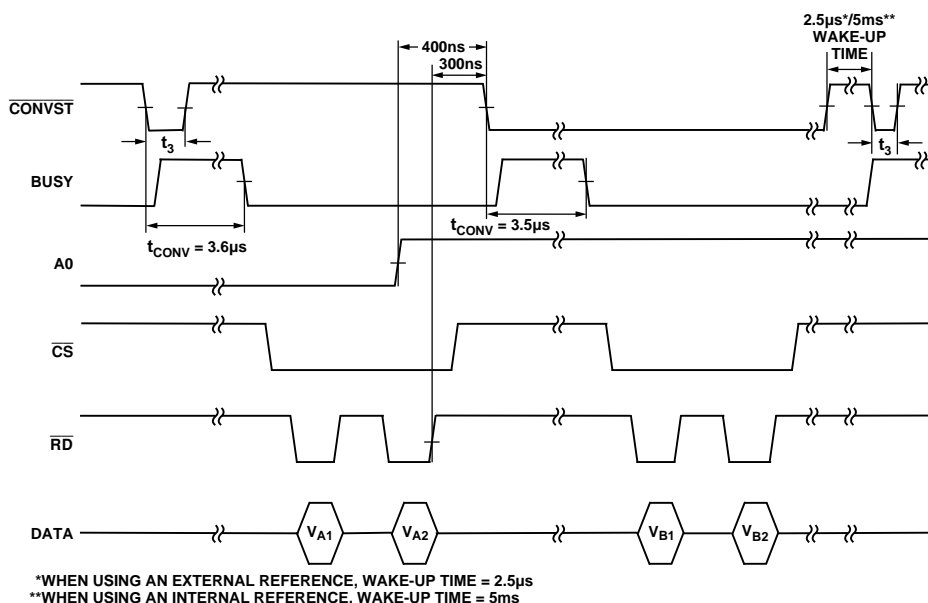 2.5µs*/5ms**
WAKE-UP
TIME
400ns
300ns
CONVST
t3
t3
BUSY
tCONV = 3.6µs
tCONV = 3.5µs
A0
CS
RD
DATA
VA1
VA2
VB1
VB2
*WHEN USING AN EXTERNAL REFERENCE, WAKE-UP TIME = 2.5µs
**WHEN USING AN INTERNAL REFERENCE, WAKE-UP TIME = 5ms